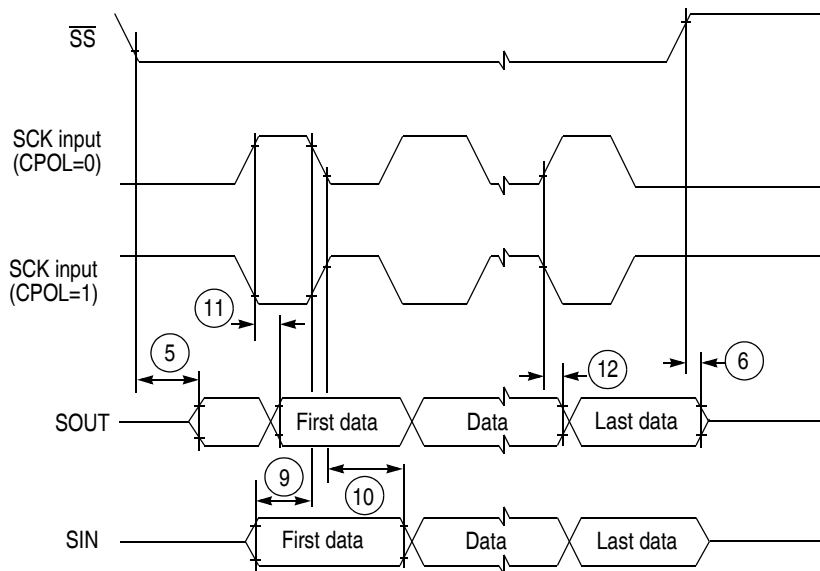 SS
SCK input
(CPOL=0)
SCK input
(CPOL=1)
11
5
12
6
SOUT
First data
Data
Last data
9
10
SIN
First data
Data
Last data